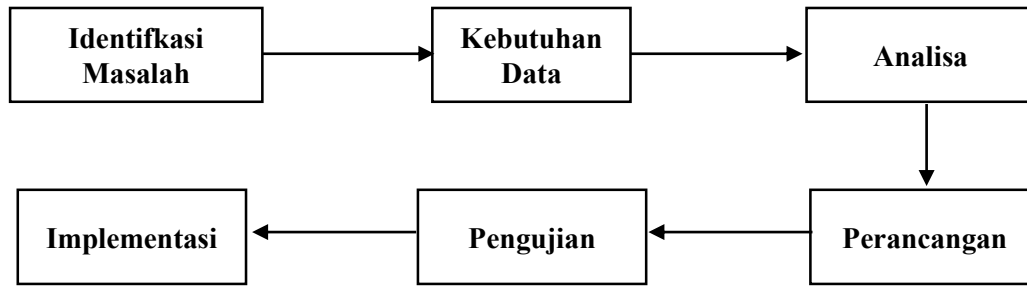 Identifkasi
Masalah
Kebutuhan
Data
Analisa
Perancangan
Pengujian
Implementasi